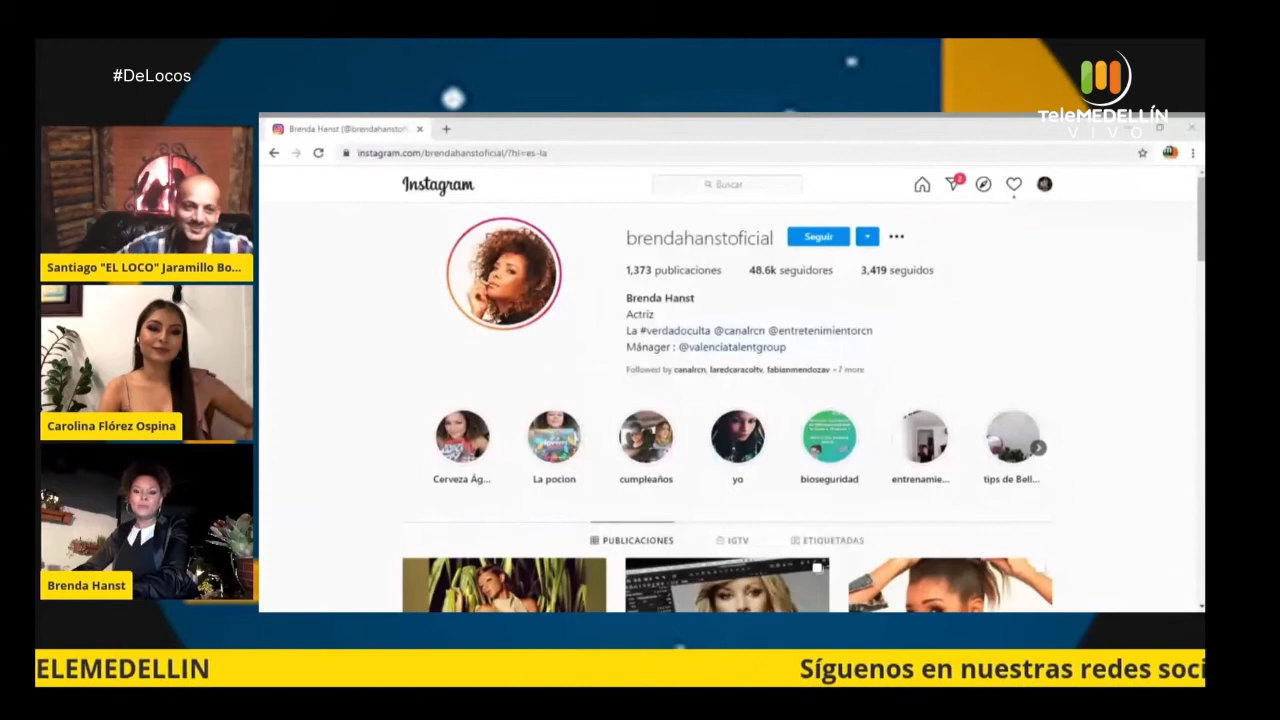 #DeLocos
TeleMEDELLÍN
VIVO
Santiago "EL LOCO" Jaramillo Bo...
Carolina Flórez Ospina
Brenda Hanst
Brenda Hanst (@brendahanstof
instagram.com/brendahanstoficial/?hl=es-la
Instagram
Buscar
2
brendahanstoficial
Seguir
1,373 publicaciones 48.6k seguidores 3,419 seguidos
Brenda Hanst
Actriz
La #verdadoculta @canalrcn @entretenimientorcn
Mánager : @valenciatalentgroup
Followed by canalrcn, laredcaracoltv, fabianmendozav + 7 more
Cerveza Ág... La pocion cumpleaños yo bioseguridad entrenamie... tips de Bell...
PUBLICACIONES IGTV ETIQUETADAS
ELEMEDELLIN Síguenos en nuestras redes soci